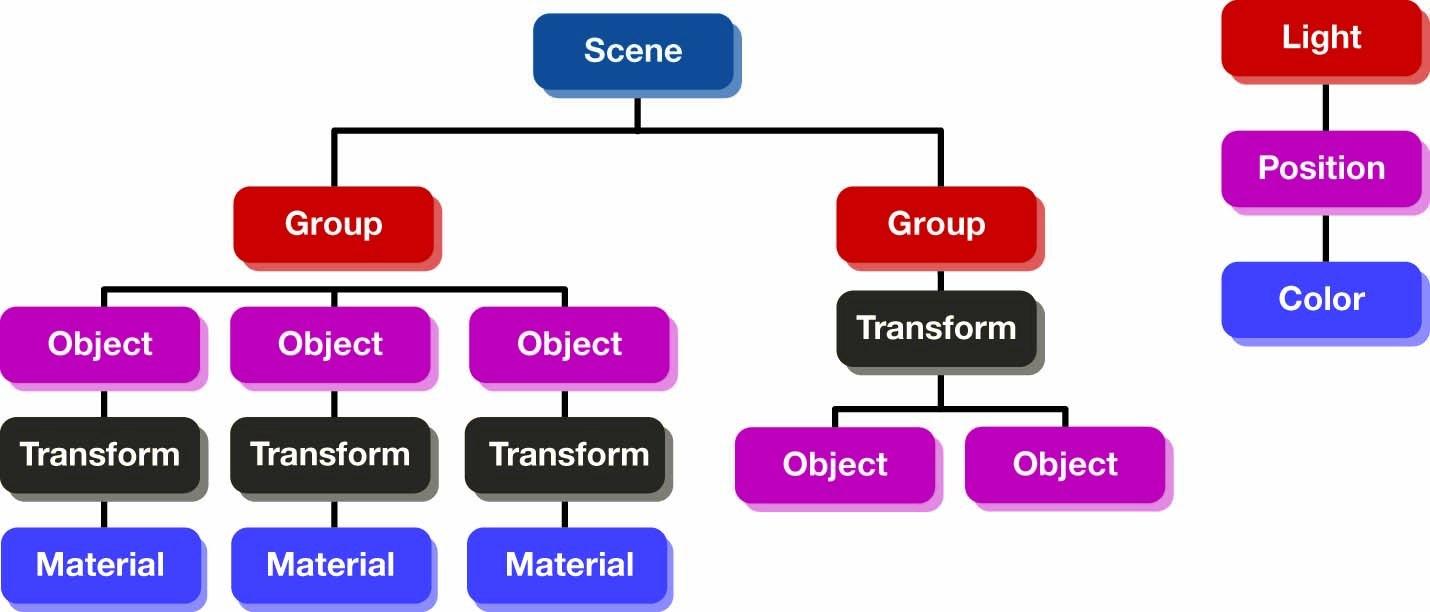 Scene
Light
Position
Group
Group
Color
Object
Object
Object
Transform
Transform
Transform
Transform
Object
Object
Material
Material
Material